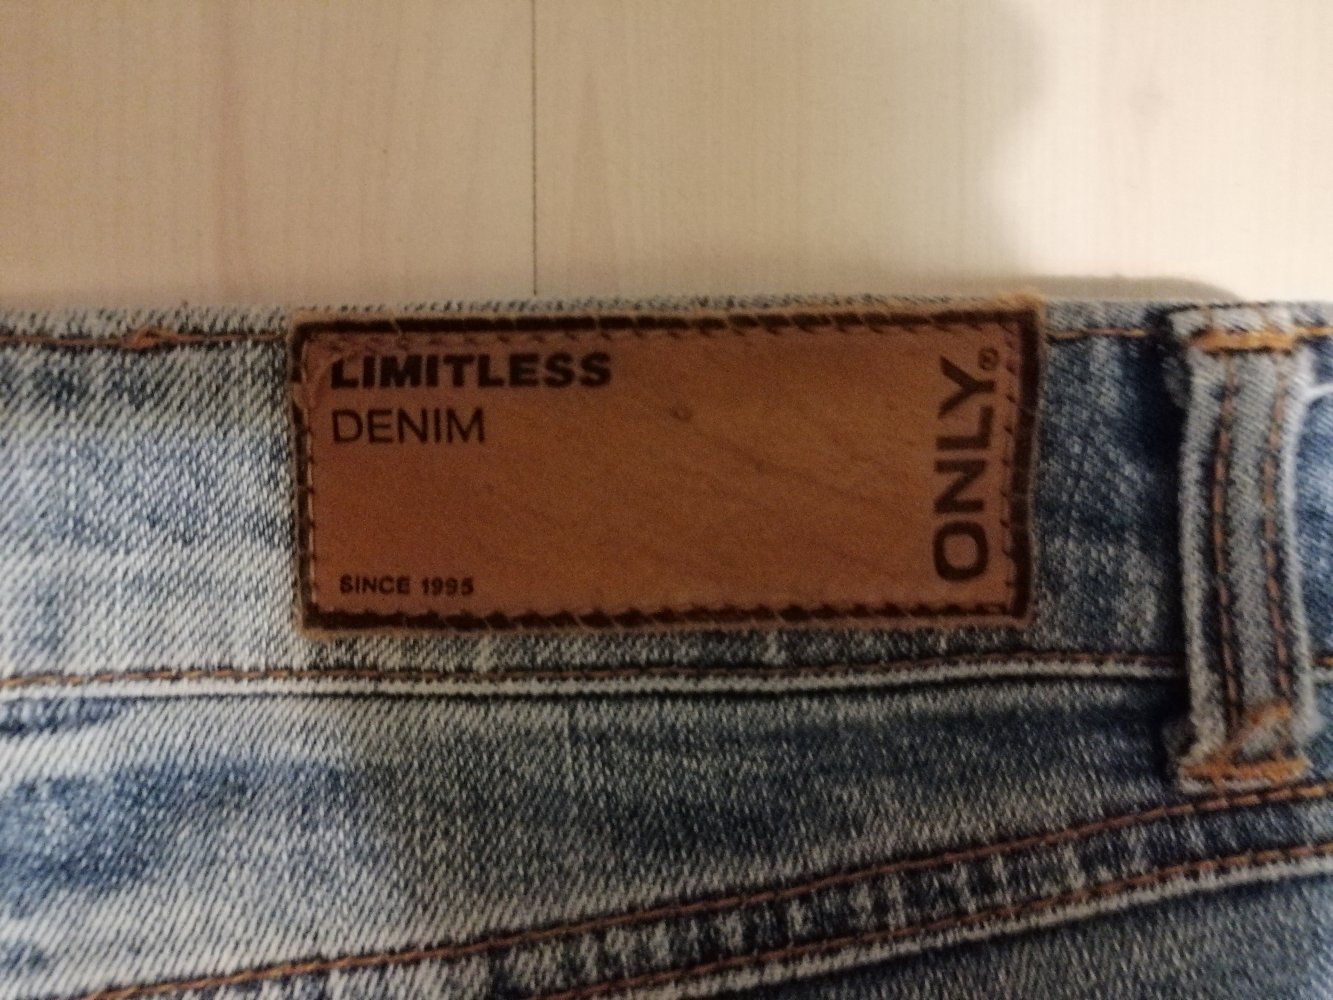 LIMITLESS
DENIM
SINCE 1995
ONLY®